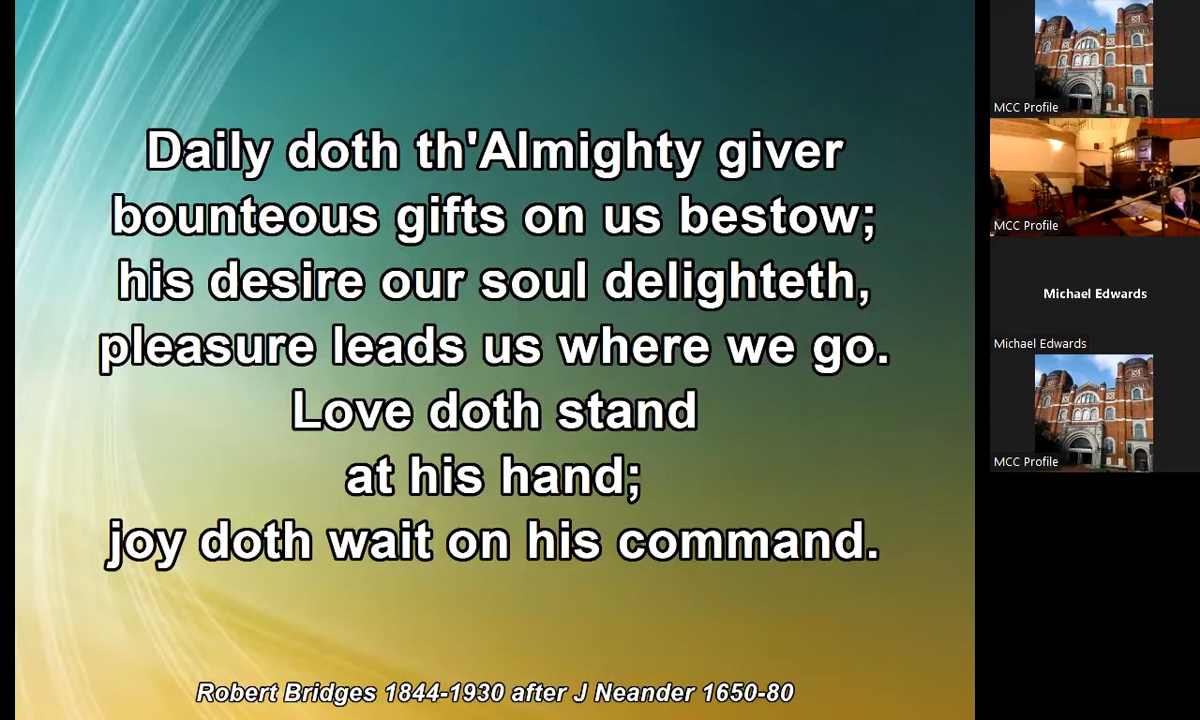 Daily doth th'Almighty giver
bounteous gifts on us bestow;
his desire our soul delighteth,
pleasure leads us where we go.
Love doth stand
at his hand;
joy doth wait on his command.
Robert Bridges 1844-1930 after J Neander 1650-80
MCC Profile
MCC Profile
Michael Edwards
Michael Edwards
MCC Profile